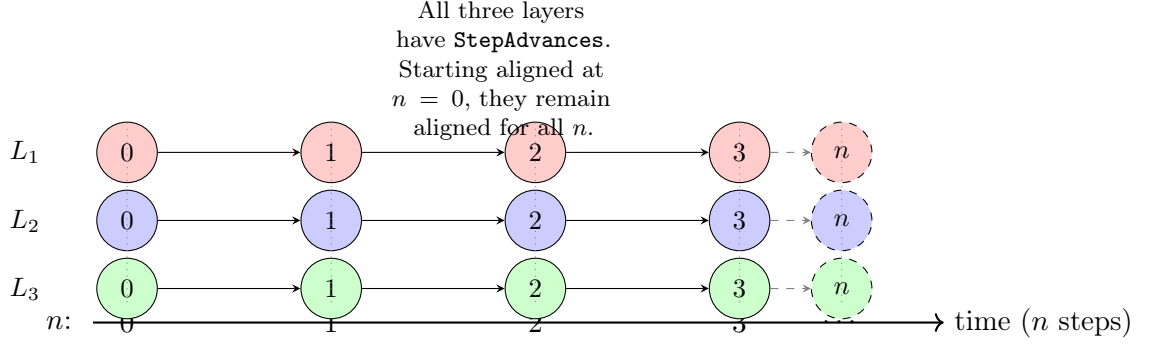 All three layers
have StepAdvances.
Starting aligned at
n = 0, they remain
aligned for all n.
L₁ 0 1 2 3 n
L₂ 0 1 2 3 n
L₃ 0 1 2 3 n
n: 0 1 2 3 ... time (n steps)